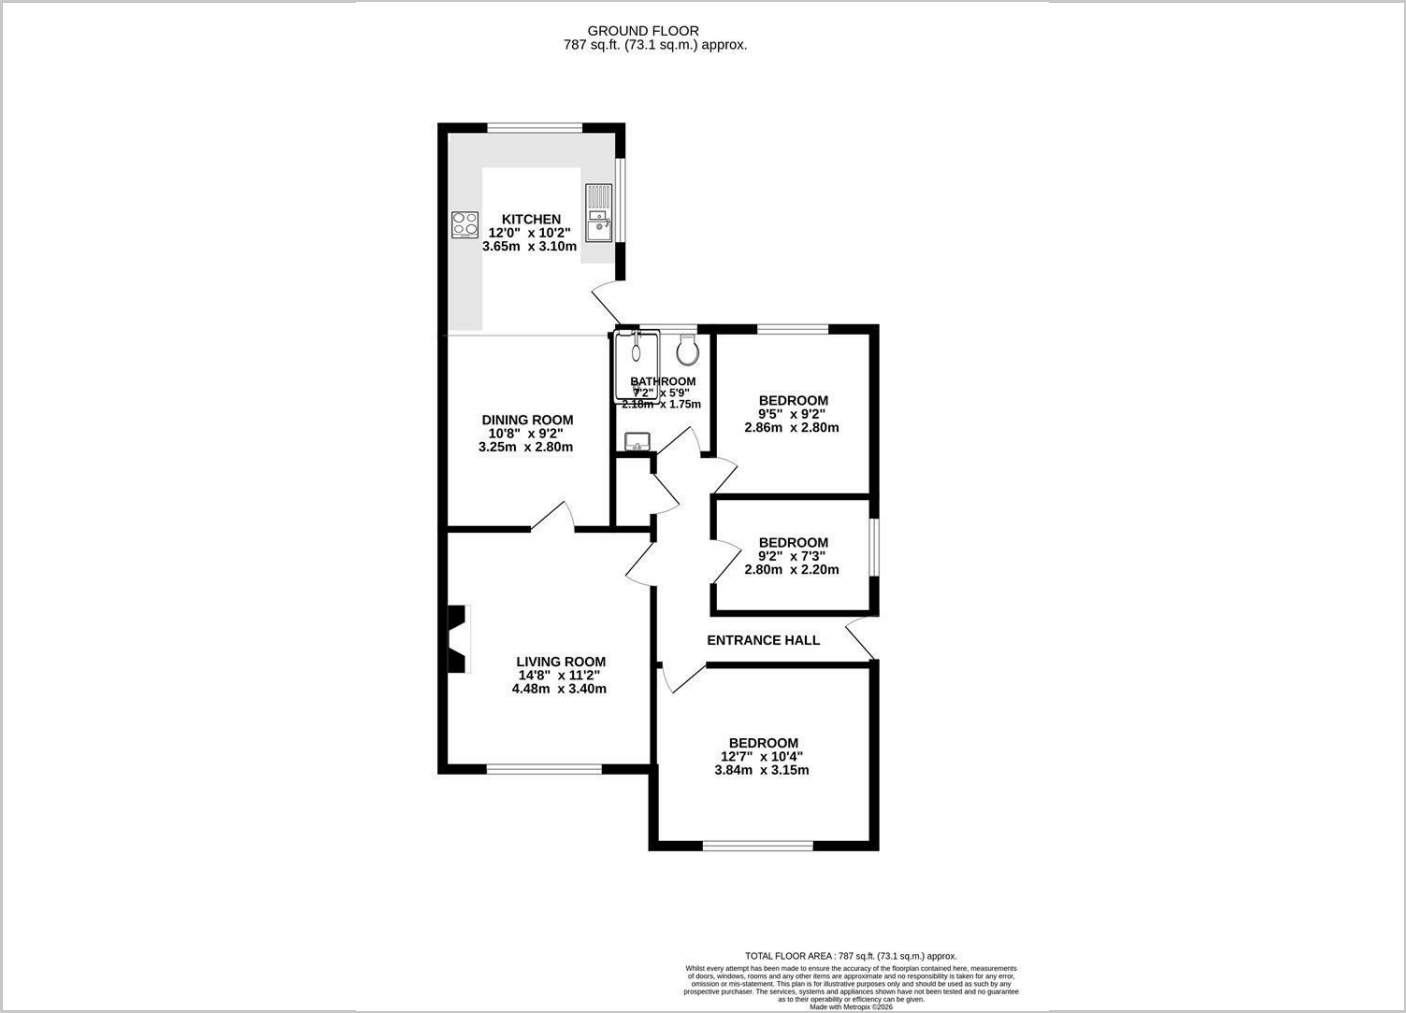 GROUND FLOOR
787 sq.ft. (73.1 sq.m.) approx.
KITCHEN
12'0" x 10'2"
3.65m x 3.10m
BATHROOM
7'2" x 5'9"
2.18m x 1.75m
BEDROOM
9'5" x 9'2"
2.86m x 2.80m
DINING ROOM
10'8" x 9'2"
3.25m x 2.80m
BEDROOM
9'2" x 7'3"
2.80m x 2.20m
ENTRANCE HALL
LIVING ROOM
14'8" x 11'2"
4.48m x 3.40m
BEDROOM
12'7" x 10'4"
3.84m x 3.15m
TOTAL FLOOR AREA : 787 sq.ft. (73.1 sq.m.) approx.
Whilst every attempt has been made to ensure the accuracy of the floorplan contained here, measurements
of doors, windows, rooms and any other items are approximate and no responsibility is taken for any error,
omission or mis-statement. This plan is for illustrative purposes only and should be used as such by any
prospective purchaser. The services, systems and appliances shown have not been tested and no guarantee
as to their operability or efficiency can be given.
Made with Metropix ©2026